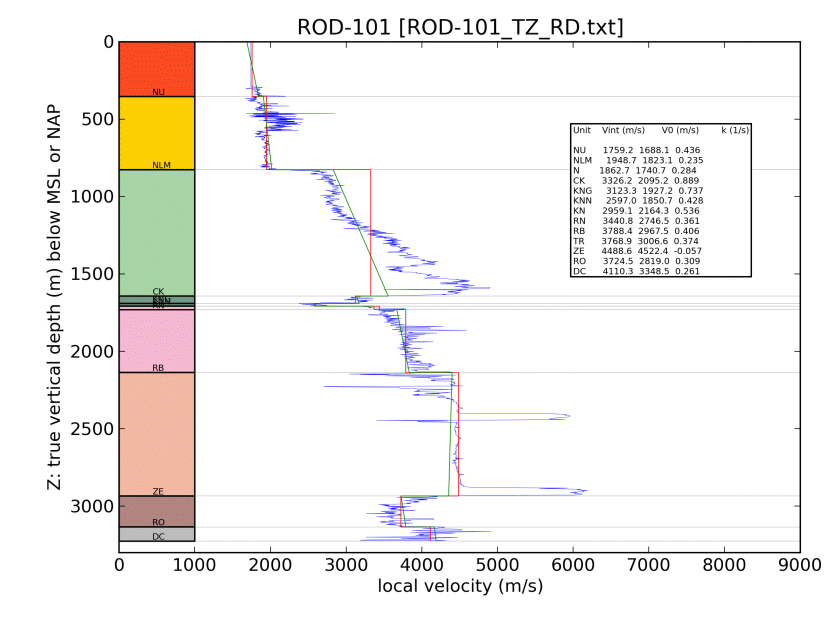 ROD-101 [ROD-101_TZ_RD.txt]
Z: true vertical depth (m) below MSL or NAP
0
500
1000
1500
2000
2500
3000
NU
NLM
CK
RB
ZE
RO
DC
Unit Vint (m/s) V0 (m/s) k (1/s)
NU 1759.2 1688.1 0.436
NLM 1948.7 1823.1 0.235
N 1862.7 1740.7 0.284
CK 3326.2 2095.2 0.889
KNG 3123.3 1927.2 0.737
KNN 2597.0 1850.7 0.428
KN 2959.1 2164.3 0.536
RN 3440.8 2746.5 0.361
RB 3788.4 2967.5 0.406
TR 3768.9 3006.6 0.374
ZE 4488.6 4522.4 -0.057
RO 3724.5 2819.0 0.309
DC 4110.3 3348.5 0.261
0 1000 2000 3000 4000 5000 6000 7000 8000 9000
local velocity (m/s)